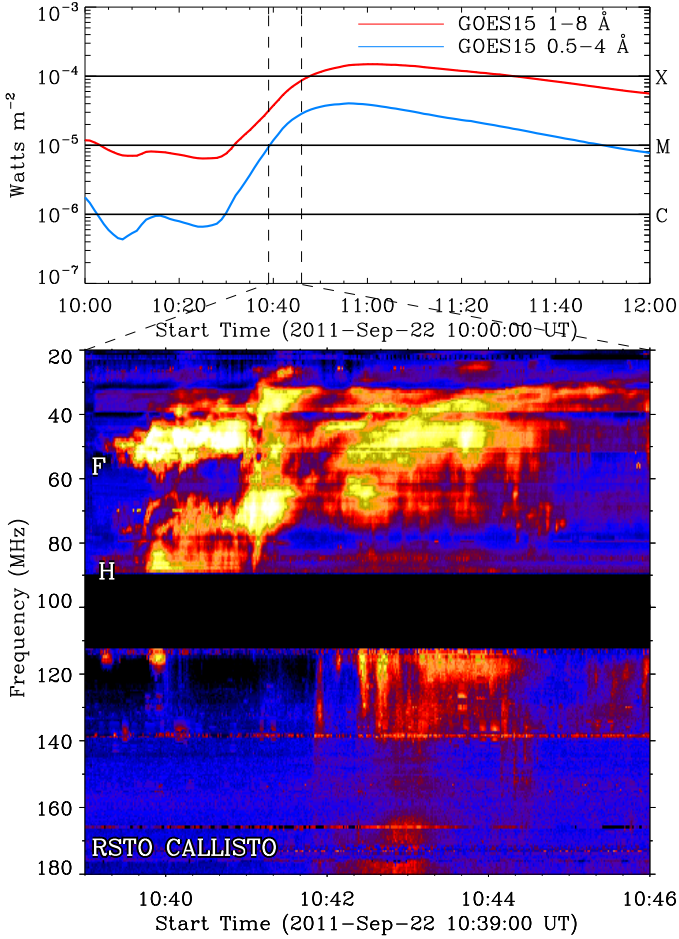 10⁻³
GOES15 1−8 Å
GOES15 0.5−4 Å
10⁻⁴ X
10⁻⁵ M
10⁻⁶ C
10⁻⁷
Watts m⁻²
10:00 10:20 10:40 11:00 11:20 11:40 12:00
Start Time (2011−Sep−22 10:00:00 UT)
20
40
F
60
80
H
100
120
140
160
RSTO CALLISTO
180
Frequency (MHz)
10:40 10:42 10:44 10:46
Start Time (2011−Sep−22 10:39:00 UT)